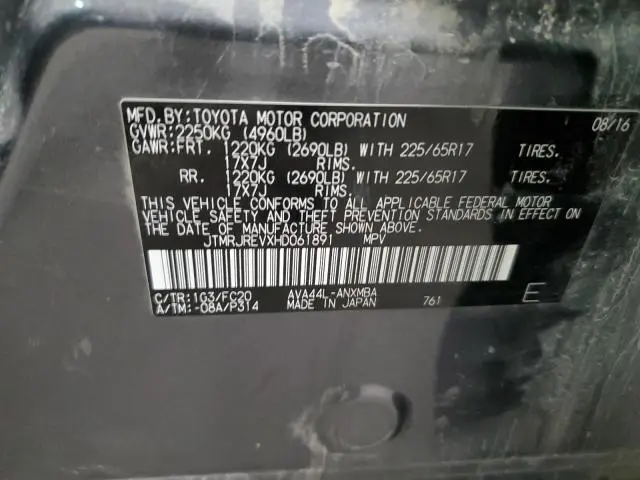 MFD. BY: TOYOTA MOTOR CORPORATION 08/16
GVWR: 2250KG (4960LB)
GAWR: FRT. 1220KG (2690LB) WITH 225/65R17 TIRES.
17X7J RIMS.
RR. 1220KG (2690LB) WITH 225/65R17 TIRES.
17X7J RIMS.
THIS VEHICLE CONFORMS TO ALL APPLICABLE FEDERAL MOTOR
VEHICLE SAFETY AND THEFT PREVENTION STANDARDS IN EFFECT ON
THE DATE OF MANUFACTURE SHOWN ABOVE.
JTMRJREVXHD061891 MPV
C/TR: 1G3/FC20 AVA44L-ANXMBA
A/TM: -08A/P314 MADE IN JAPAN 761 E